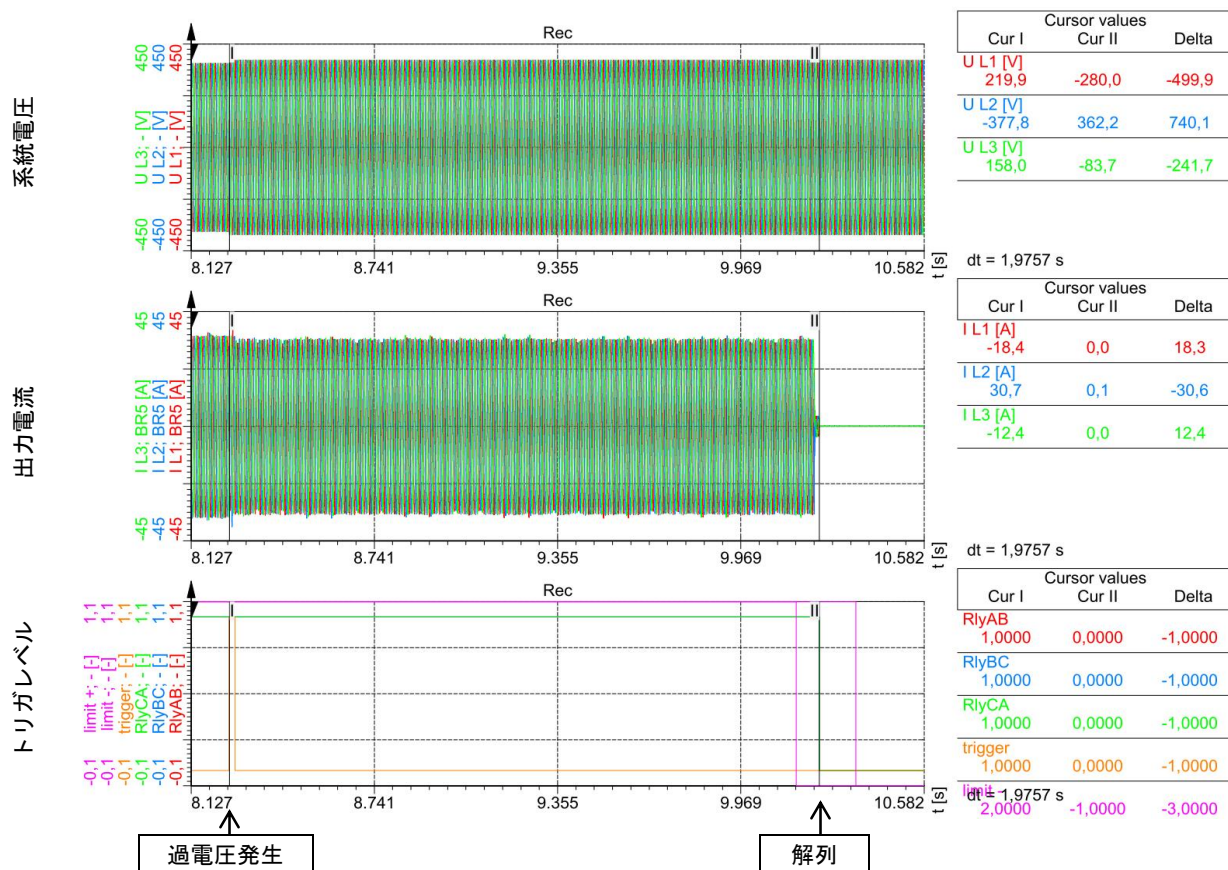 系統電圧
450
450
450
U L3; - [V]
U L2; - [V]
U L1; - [V]
-450
-450
-450
Rec
I
II
8.127
8.741
9.355
9.969
10.582
t [s]
Cursor values
Cur I Cur II Delta
U L1 [V]
219,9 -280,0 -499,9
U L2 [V]
-377,8 362,2 740,1
U L3 [V]
158,0 -83,7 -241,7
dt = 1,9757 s
出力電流
45
45
45
I L3; BR5 [A]
I L2; BR5 [A]
I L1; BR5 [A]
-45
-45
-45
Rec
I
II
8.127
8.741
9.355
9.969
10.582
t [s]
Cursor values
Cur I Cur II Delta
I L1 [A]
-18,4 0,0 18,3
I L2 [A]
30,7 0,1 -30,6
I L3 [A]
-12,4 0,0 12,4
dt = 1,9757 s
トリガレベル
1,1
1,1
1,1
1,1
1,1
1,1
limit +; - [-]
limit -; - [-]
trigger; - [-]
RlyCA; - [-]
RlyBC; - [-]
RlyAB; - [-]
-0,1
-0,1
-0,1
-0,1
-0,1
-0,1
Rec
I
II
8.127
8.741
9.355
9.969
10.582
t [s]
Cursor values
Cur I Cur II Delta
RlyAB
1,0000 0,0000 -1,0000
RlyBC
1,0000 0,0000 -1,0000
RlyCA
1,0000 0,0000 -1,0000
trigger
1,0000 0,0000 -1,0000
limit -
dt = 1,9757 s
2,0000 -1,0000 -3,0000
過電圧発生
解列